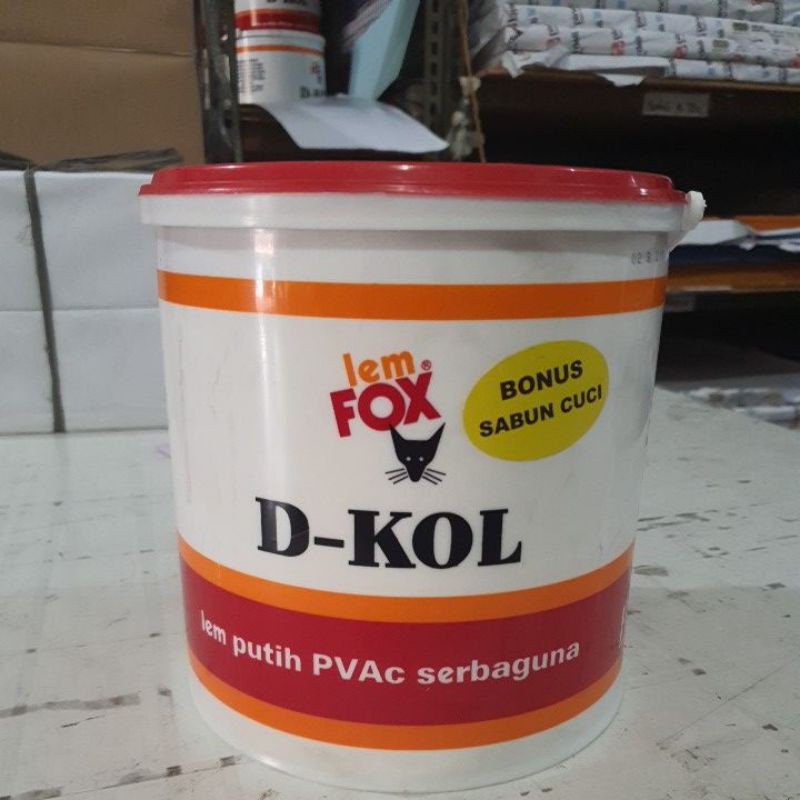 lem
FOX®
BONUS
SABUN CUCI
D-KOL
lem putih PVAc serbaguna